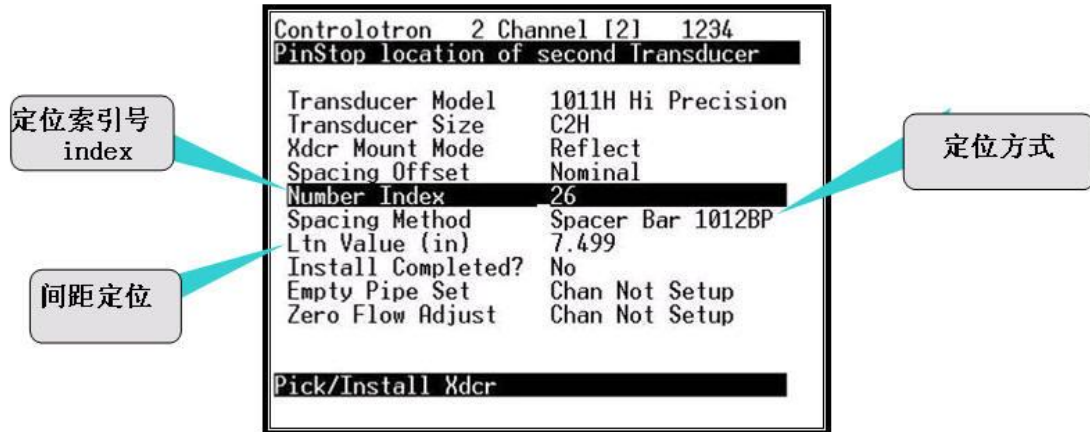 Controlotron 2 Channel [2] 1234
PinStop location of second Transducer
Transducer Model 1011H Hi Precision
Transducer Size C2H
Xdcr Mount Mode Reflect
Spacing Offset Nominal
Number Index 26
Spacing Method Spacer Bar 1012BP
Ltn Value (in) 7.499
Install Completed? No
Empty Pipe Set Chan Not Setup
Zero Flow Adjust Chan Not Setup
Pick/Install Xdcr
定位索引号
index
间距定位
定位方式